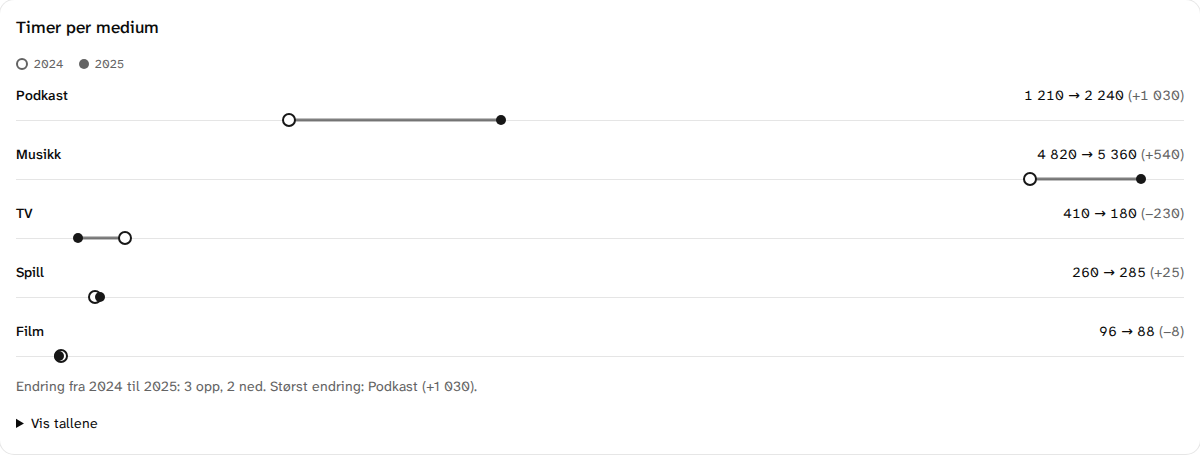 Timer per medium
2024 2025
Podkast 1 210 → 2 240 (+1 030)
Musikk 4 820 → 5 360 (+540)
TV 410 → 180 (−230)
Spill 260 → 285 (+25)
Film 96 → 88 (−8)
Endring fra 2024 til 2025: 3 opp, 2 ned. Størst endring: Podkast (+1 030).
Vis tallene